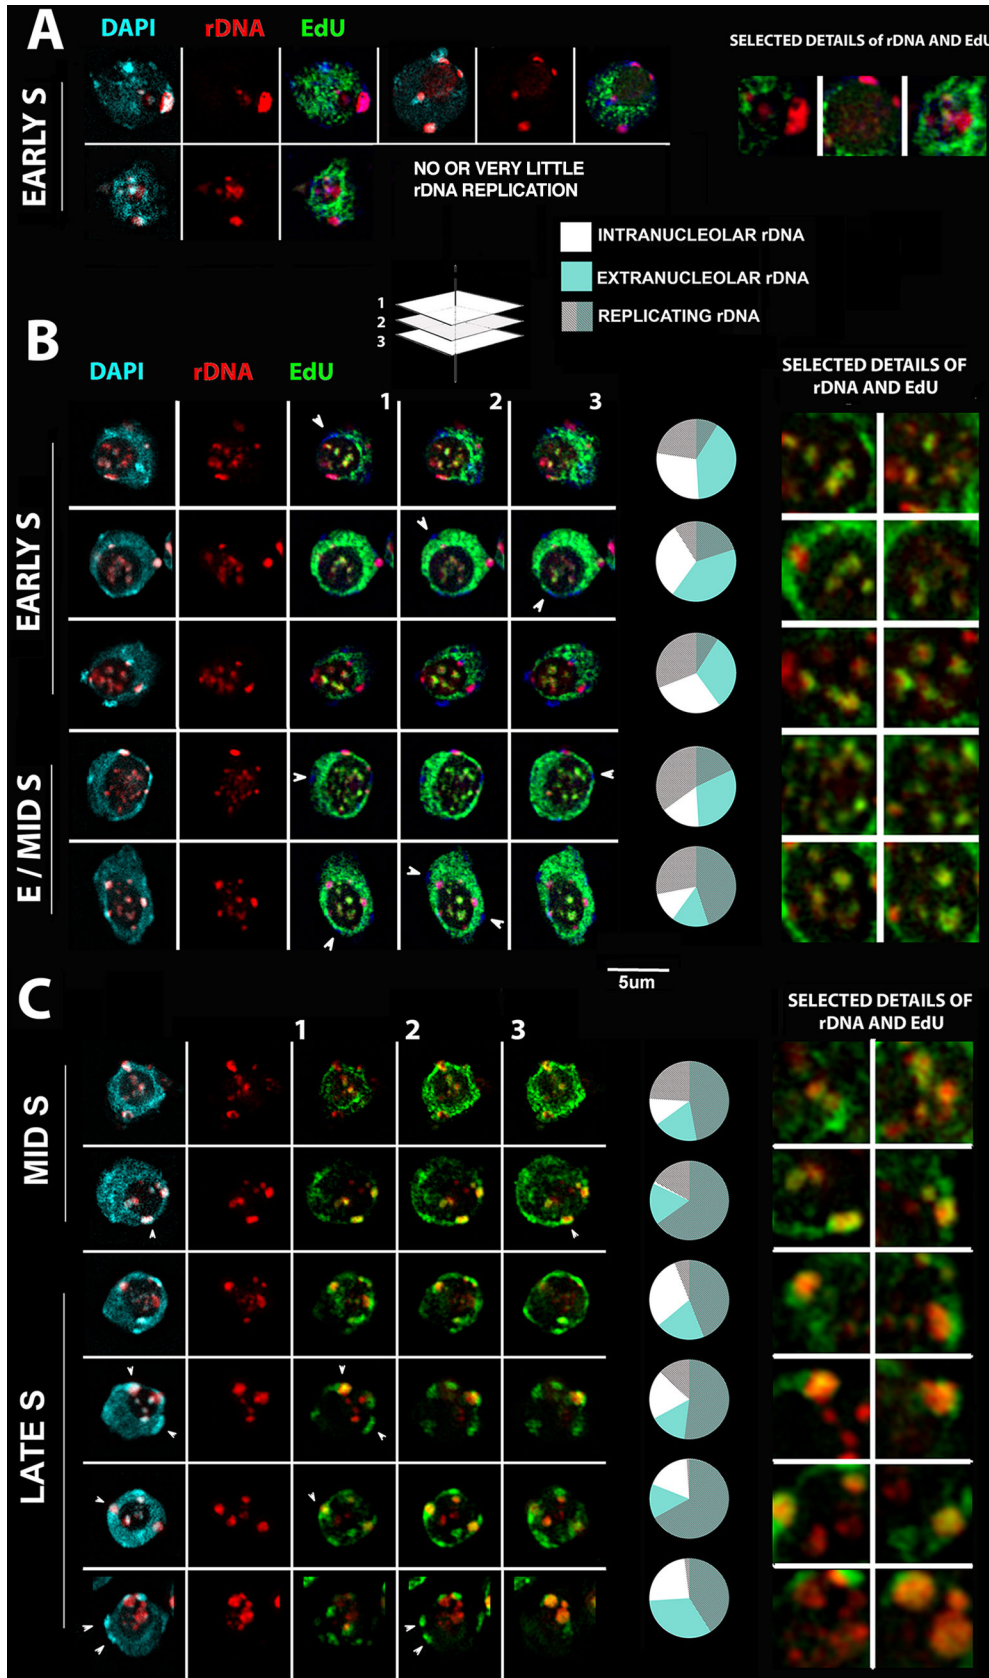 A
DAPI rDNA EdU
SELECTED DETAILS of rDNA AND EdU
EARLY S
NO OR VERY LITTLE
rDNA REPLICATION
INTRANUCLEOLAR rDNA
EXTRANUCLEOLAR rDNA
REPLICATING rDNA
1
2
3
B
DAPI rDNA EdU
SELECTED DETAILS OF
rDNA AND EdU
1 2 3
EARLY S
E / MID S
5um
C
SELECTED DETAILS OF
rDNA AND EdU
1 2 3
MID S
LATE S